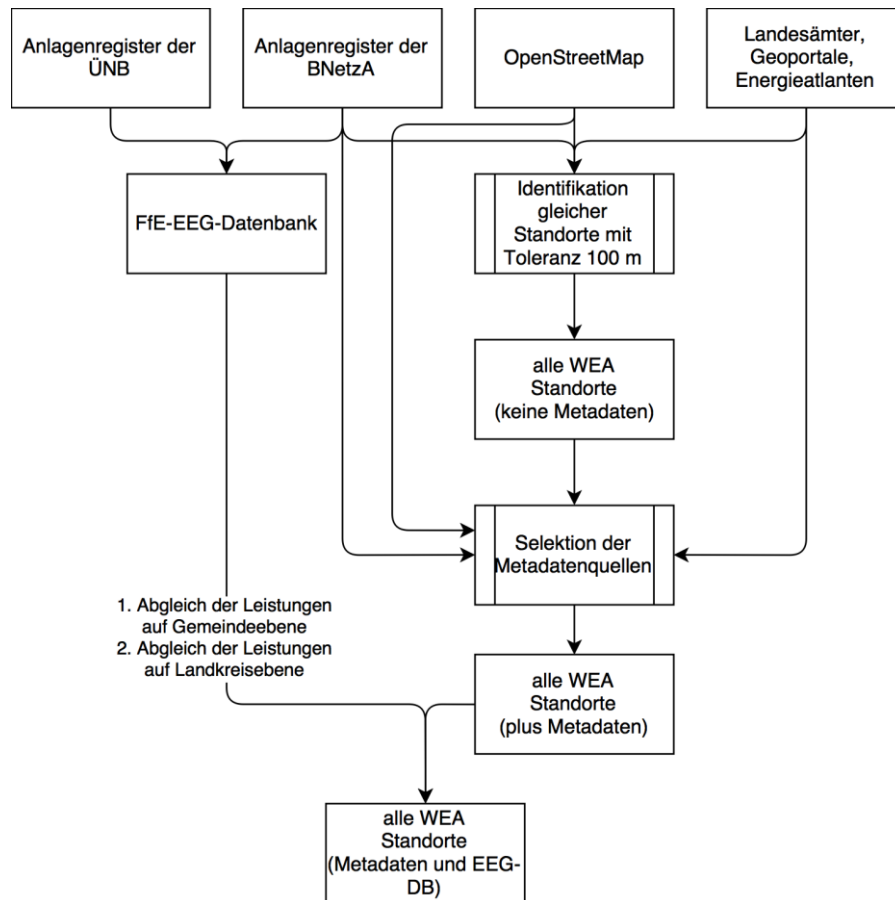 Anlagenregister der
ÜNB
Anlagenregister der
BNetzA
OpenStreetMap
Landesämter,
Geoportale,
Energieatlanten
FfE-EEG-Datenbank
Identifikation
gleicher
Standorte mit
Toleranz 100 m
alle WEA
Standorte
(keine Metadaten)
Selektion der
Metadatenquellen
1. Abgleich der Leistungen
auf Gemeindeebene
2. Abgleich der Leistungen
auf Landkreisebene
alle WEA
Standorte
(plus Metadaten)
alle WEA
Standorte
(Metadaten und EEG-
DB)